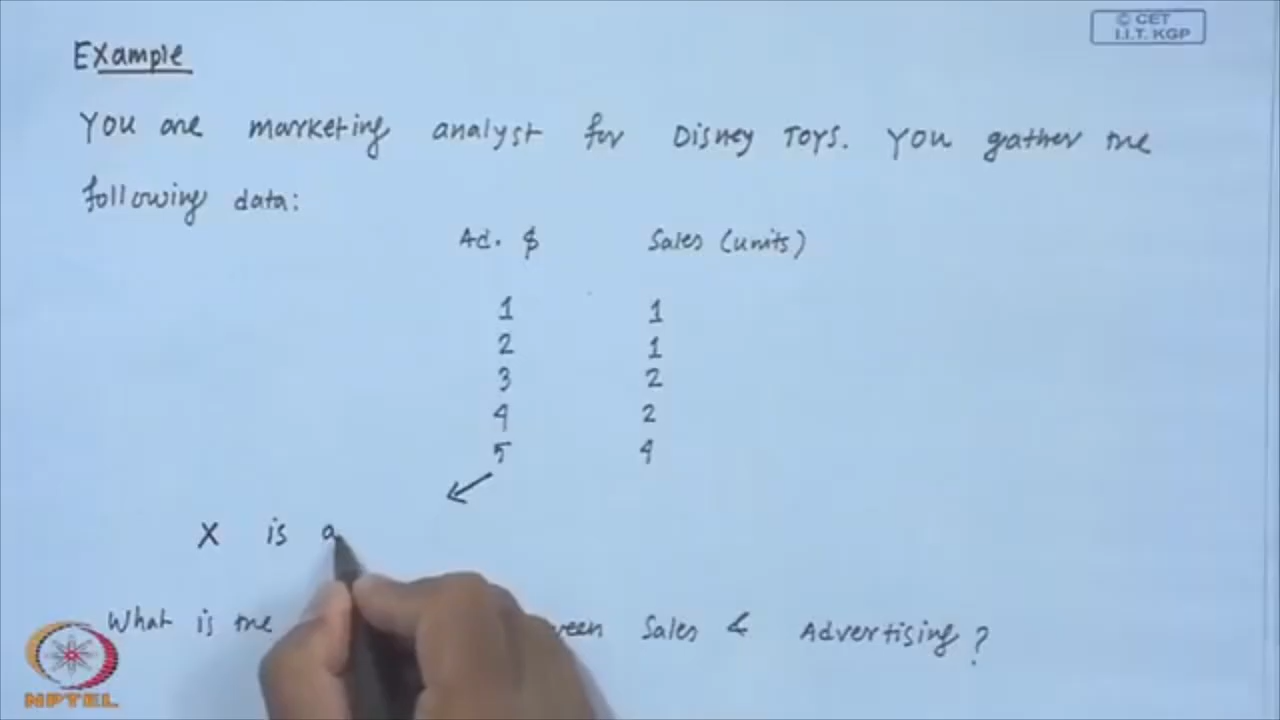 © CET
I.I.T. KGP
Example
You are marketing analyst for Disney Toys. You gather the
following data:
Ad. $ Sales (units)
1 1
2 1
3 2
4 2
5 4
X is a
What is the Sales & Advertising ?
NPTEL